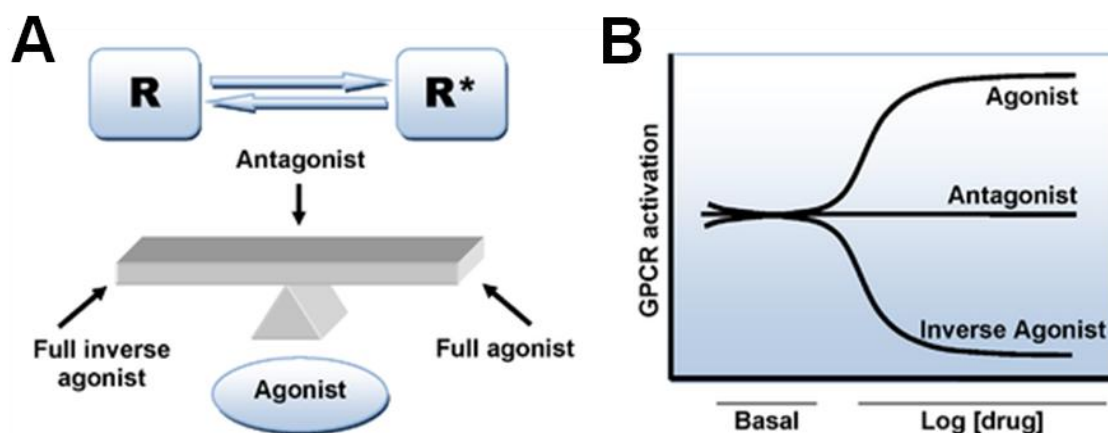 A
R
R*
Antagonist
Full inverse
agonist
Full agonist
Agonist
B
GPCR activation
Agonist
Antagonist
Inverse Agonist
Basal
Log [drug]